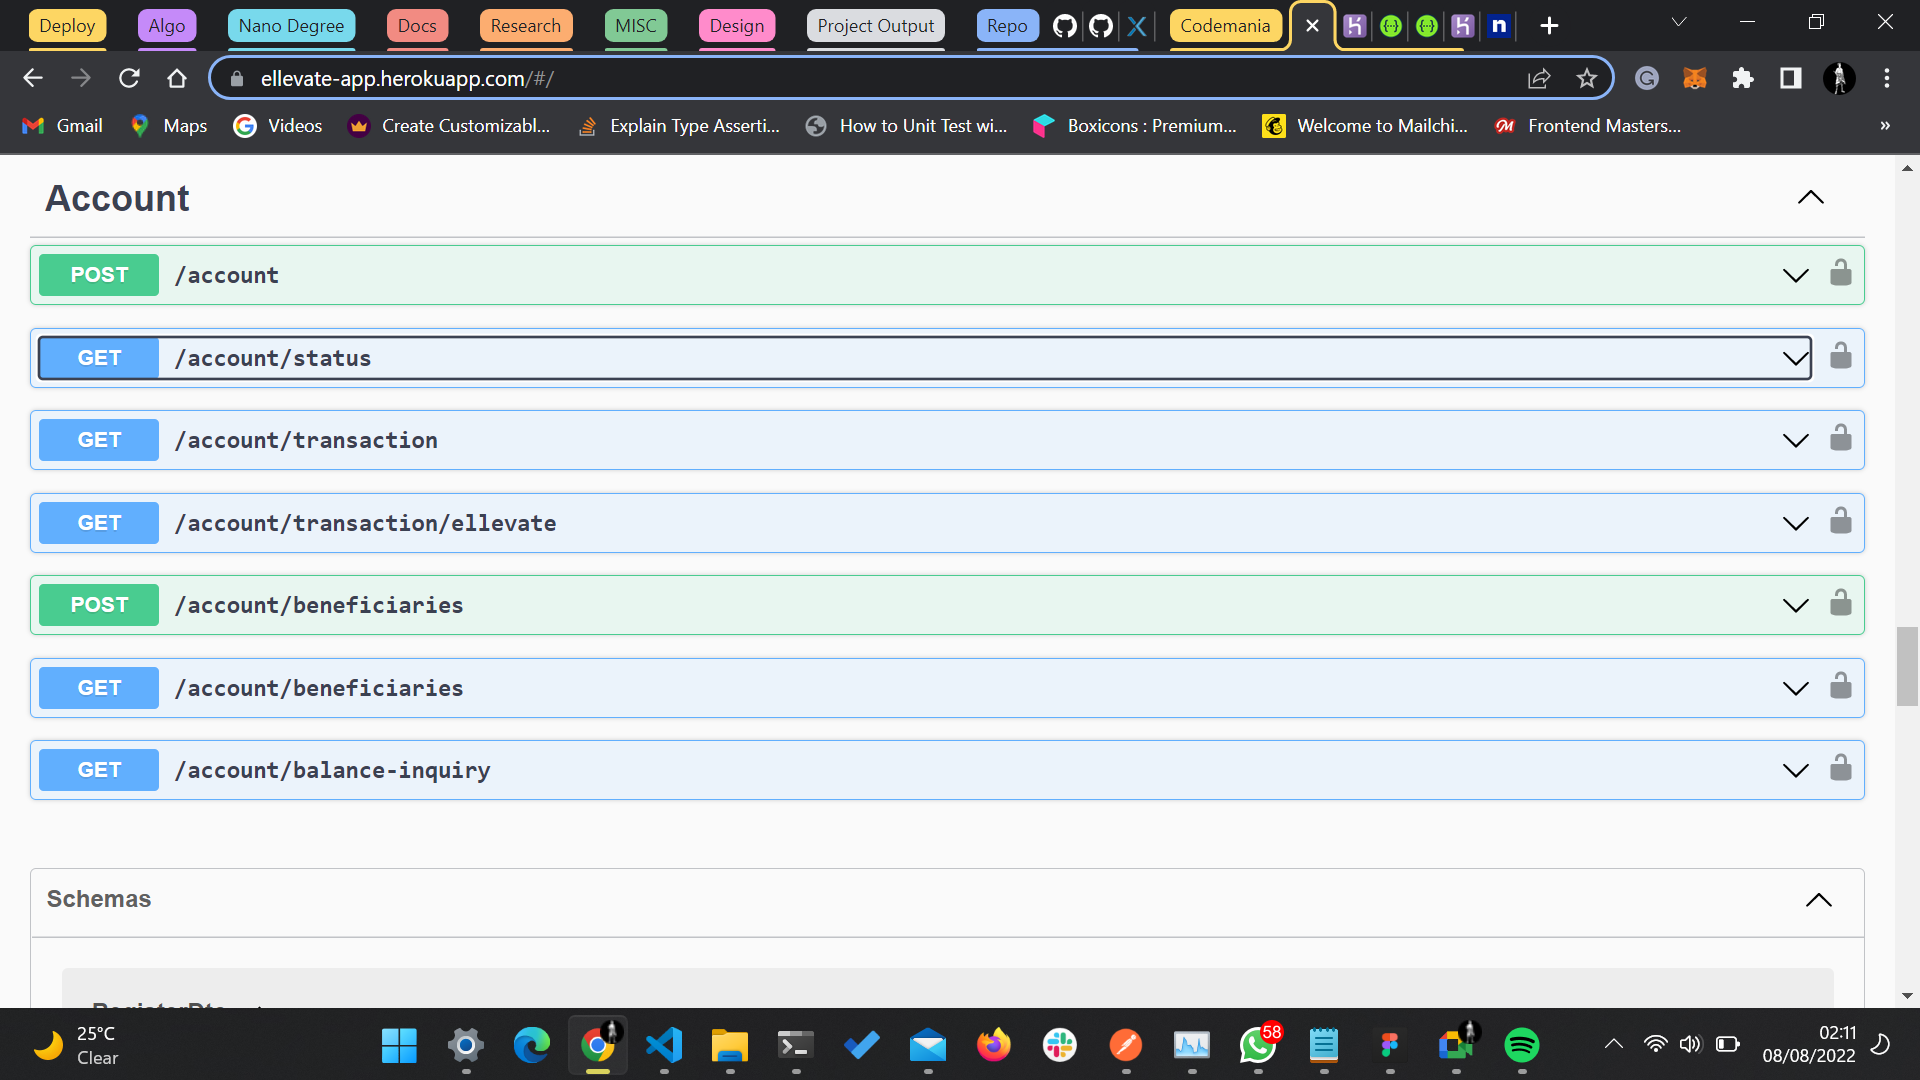 Deploy Algo Nano Degree Docs Research MISC Design Project Output Repo Codemania
ellevate-app.herokuapp.com/#/
Gmail Maps Videos Create Customizabl... Explain Type Asserti... How to Unit Test wi... Boxicons : Premium... Welcome to Mailchi... Frontend Masters...
Account
POST /account
GET /account/status
GET /account/transaction
GET /account/transaction/ellevate
POST /account/beneficiaries
GET /account/beneficiaries
GET /account/balance-inquiry
Schemas
25°C
Clear
58
02:11
08/08/2022